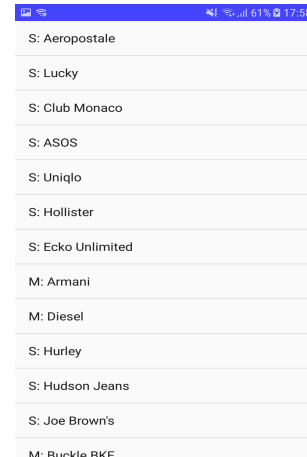 61% 17:58
S: Aeropostale
S: Lucky
S: Club Monaco
S: ASOS
S: Uniqlo
S: Hollister
S: Ecko Unlimited
M: Armani
M: Diesel
S: Hurley
S: Hudson Jeans
S: Joe Brown's
M: Buckle BKE